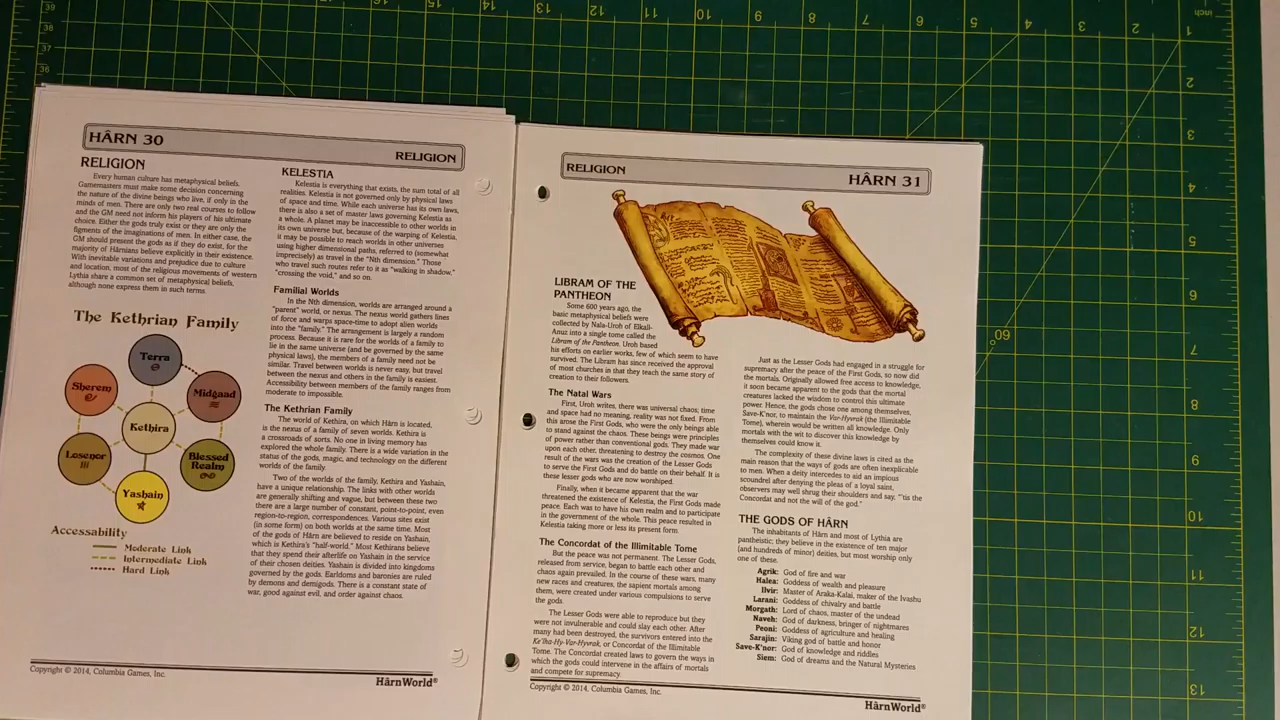 HÂRN 30
RELIGION
RELIGION
Every human culture has metaphysical beliefs.
Gamemasters must make some decision concerning
the nature of the divine beings who live, if only in the
minds of men. There are only two real courses to follow
and the GM need not inform his players of his ultimate
choice. Either the gods truly exist or they are only the
figments of the imaginations of men. In either case, the
GM should present the gods as if they do exist, for the
majority of Hârnians believe explicitly in their existence.
With inevitable variations and prejudice due to culture
and location, most of the religious movements of western
Lythia share a common set of metaphysical beliefs,
although none express them in such terms.
The Kethrian Family
Terra
Sherem
Midgaad
Kethira
Losenor
Blessed
Realm
Yashain
Accessability
Moderate Link
Intermediate Link
Hard Link
KELESTIA
Kelestia is everything that exists, the sum total of all
realities. Kelestia is not governed only by physical laws
of space and time. While each universe has its own laws,
there is also a set of master laws governing Kelestia as
a whole. A planet may be inaccessible to other worlds in
its own universe but, because of the warping of Kelestia,
it may be possible to reach worlds in other universes
using higher dimensional paths, referred to (somewhat
imprecisely) as travel in the "Nth dimension." Those
who travel such routes refer to it as "walking in shadow,"
"crossing the void," and so on.
Familial Worlds
In the Nth dimension, worlds are arranged around a
"parent" world, or nexus. The nexus world gathers lines
of force and warps space-time to adopt alien worlds
into the "family." The arrangement is largely a random
process. Because it is rare for the worlds of a family to
lie in the same universe (and be governed by the same
physical laws), the members of a family need not be
similar. Travel between worlds is never easy, but travel
between the nexus and others in the family is easiest.
Accessibility between members of the family ranges from
moderate to impossible.
The Kethrian Family
The world of Kethira, on which Hârn is located,
is the nexus of a family of seven worlds. Kethira is
a crossroads of sorts. No one in living memory has
explored the whole family. There is a wide variation in the
status of the gods, magic, and technology on the different
worlds of the family.
Two of the worlds of the family, Kethira and Yashain,
have a unique relationship. The links with other worlds
are generally shifting and vague, but between these two
there are a large number of constant, point-to-point, even
region-to-region, correspondences. Various sites exist
(in some form) on both worlds at the same time. Most
of the gods of Hârn are believed to reside on Yashain,
which is Kethira's "half-world." Most Kethirans believe
that they spend their afterlife on Yashain in the service
of their chosen deities. Yashain is divided into kingdoms
governed by the gods. Earldoms and baronies are ruled
by demons and demigods. There is a constant state of
war, good against evil, and order against chaos.
Copyright © 2014, Columbia Games, Inc.
HârnWorld®
RELIGION
HÂRN 31
LIBRAM OF THE
PANTHEON
Some 600 years ago, the
basic metaphysical beliefs were
collected by Nala-Uroh of Elkall-
Anuz into a single tome called the
Libram of the Pantheon. Uroh based
his efforts on earlier works, few of which seem to have
survived. The Libram has since received the approval
of most churches in that they teach the same story of
creation to their followers.
The Natal Wars
First, Uroh writes, there was universal chaos; time
and space had no meaning, reality was not fixed. From
this arose the First Gods, who were the only beings able
to stand against the chaos. These beings were principles
of power rather than conventional gods. They made war
upon each other, threatening to destroy the cosmos. One
result of the wars was the creation of the Lesser Gods
to serve the First Gods and do battle on their behalf. It is
these lesser gods who are now worshiped.
Finally, when it became apparent that the war
threatened the existence of Kelestia, the First Gods made
peace. Each was to have his own realm and to participate
in the government of the whole. This peace resulted in
Kelestia taking more or less its present form.
The Concordat of the Illimitable Tome
But the peace was not permanent. The Lesser Gods,
released from service, began to battle each other and
chaos again prevailed. In the course of these wars, many
new races and creatures, the sapient mortals among
them, were created under various compulsions to serve
the gods.
The Lesser Gods were able to reproduce but they
were not invulnerable and could slay each other. After
many had been destroyed, the survivors entered into the
Ke'lha-Hy-Var-Hyvrak, or Concordat of the Illimitable
Tome. The Concordat created laws to govern the ways in
which the gods could intervene in the affairs of mortals
and compete for supremacy.
Just as the Lesser Gods had engaged in a struggle for
supremacy after the peace of the First Gods, so now did
the mortals. Originally allowed free access to knowledge,
it soon became apparent to the gods that the mortal
creatures lacked the wisdom to control this ultimate
power. Hence, the gods chose one among themselves,
Save-K'nor, to maintain the Var-Hyvrak (the Illimitable
Tome), wherein would be written all knowledge. Only
mortals with the wit to discover this knowledge by
themselves could know it.
The complexity of these divine laws is cited as the
main reason that the ways of gods are often inexplicable
to men. When a deity intercedes to aid an impious
scoundrel after denying the pleas of a loyal saint,
observers may well shrug their shoulders and say, "'tis the
Concordat and not the will of the god."
THE GODS OF HÂRN
The inhabitants of Hârn and most of Lythia are
pantheistic; they believe in the existence of ten major
(and hundreds of minor) deities, but most worship only
one of these.
Agrik: God of fire and war
Halea: Goddess of wealth and pleasure
Ilvir: Master of Araka-Kalai, maker of the Ivashu
Larani: Goddess of chivalry and battle
Morgath: Lord of chaos, master of the undead
Naveh: God of darkness, bringer of nightmares
Peoni: Goddess of agriculture and healing
Sarajin: Viking god of battle and honor
Save-K'nor: God of knowledge and riddles
Siem: God of dreams and the Natural Mysteries
Copyright © 2014, Columbia Games, Inc.
HârnWorld®
39
38
37
36
16
15
14
13
12
11
10
9
8
7
6
5
4
3
2
1
inch
2
3
4
5
6
7
8
9
10
11
12
13
60